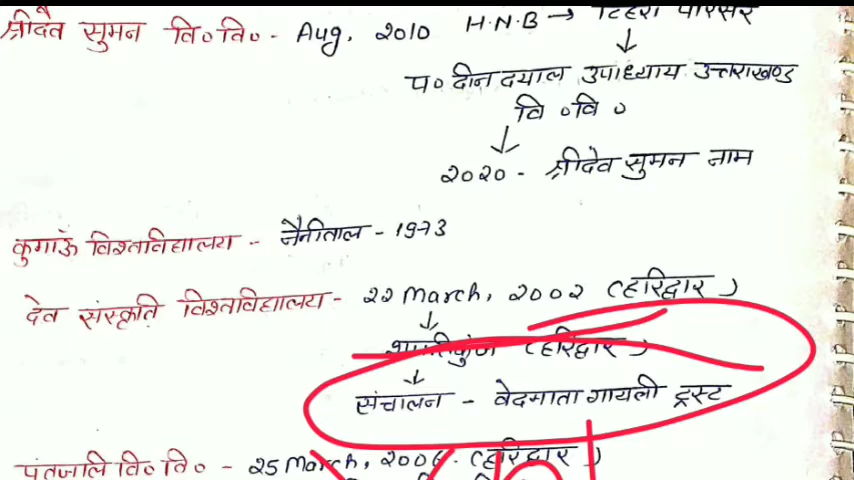 श्रीदेव सुमन वि०वि० - Aug, 2010 H.N.B → टिहरी परिसर
प० दीन दयाल उपाध्याय उत्तराखण्ड
वि०वि०
2020 - श्रीदेव सुमन नाम
कुमाऊँ विश्वविद्यालय - नैनीताल - 1973
देव संस्कृति विश्वविद्यालय - 22 March, 2002 (हरिद्वार)
शान्तिकुंज (हरिद्वार)
संचालन - वेदमाता गायत्री ट्रस्ट
पतंजलि वि०वि० - 25 March, 2006. (हरिद्वार)